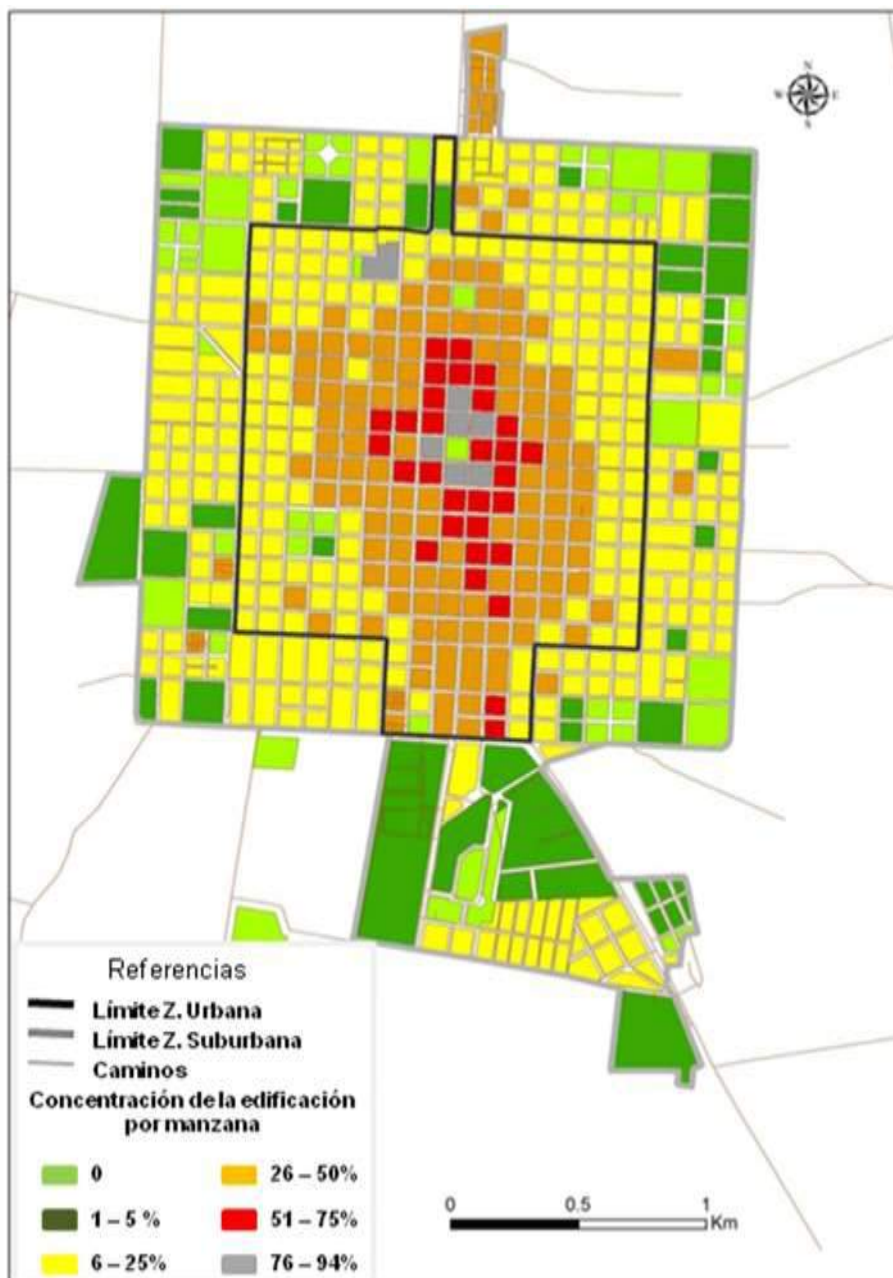 N
W E
S
Referencias
Límite Z. Urbana
Límite Z. Suburbana
Caminos
Concentración de la edificación
por manzana
0
26 – 50%
1 – 5 %
51 – 75%
6 – 25%
76 – 94%
0 0.5 1
Km